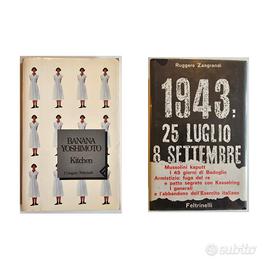 BANANA
YOSHIMOTO
Kitchen
Ruggero Zangrandi
1943:
25 LUGLIO
8 SETTEMBRE
Mussolini kaputt
I 45 giorni di Badoglio
Armistizio: fuga del re
e patto segreto con Kesselring
I generali
e l'abbandono dell'Esercito italiano
Feltrinelli
subito